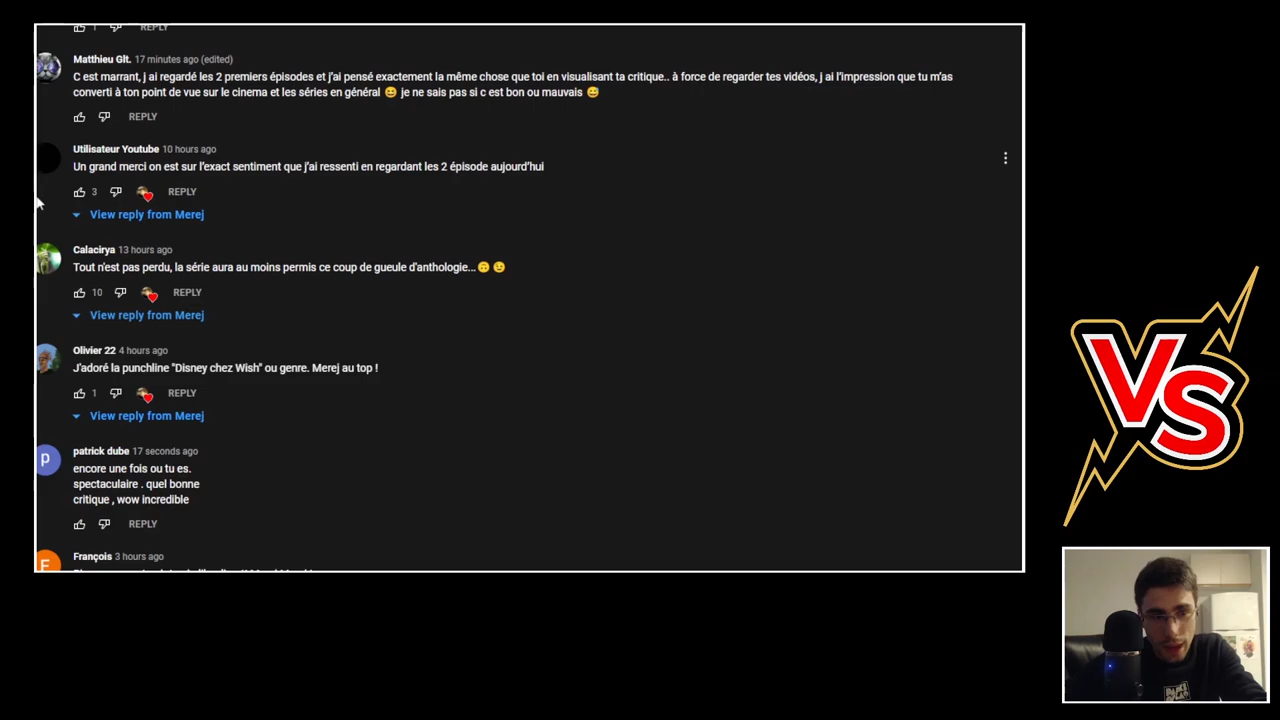 1 REPLY
Matthieu Glt. 17 minutes ago (edited)
C est marrant, j ai regardé les 2 premiers épisodes et j'ai pensé exactement la même chose que toi en visualisant ta critique.. à force de regarder tes vidéos, j ai l'impression que tu m'as
converti à ton point de vue sur le cinema et les séries en général 😄 je ne sais pas si c est bon ou mauvais 😅
REPLY
Utilisateur Youtube 10 hours ago
Un grand merci on est sur l'exact sentiment que j'ai ressenti en regardant les 2 épisode aujourd'hui
3 REPLY
View reply from Merej
Calacirya 13 hours ago
Tout n'est pas perdu, la série aura au moins permis ce coup de gueule d'anthologie...🙃 😉
10 REPLY
View reply from Merej
Olivier 22 4 hours ago
J'adoré la punchline "Disney chez Wish" ou genre. Merej au top !
1 REPLY
View reply from Merej
P
patrick dube 17 seconds ago
encore une fois ou tu es.
spectaculaire . quel bonne
critique , wow incredible
REPLY
F
François 3 hours ago
VS